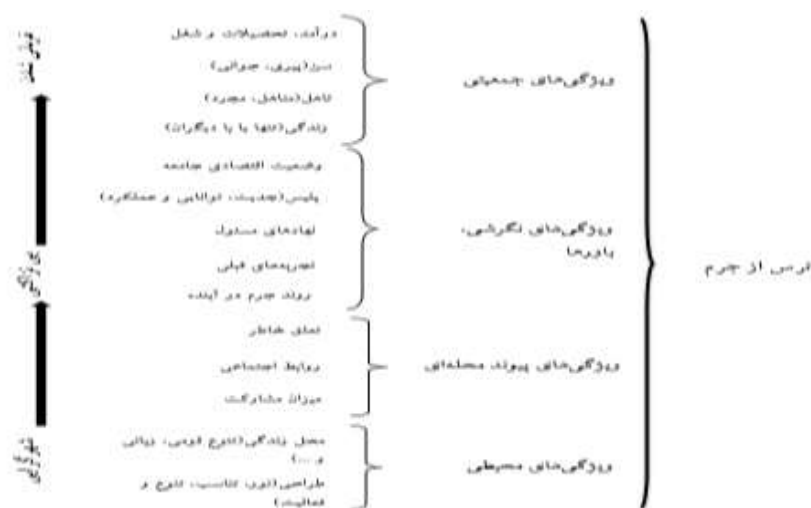 ترس از جرم
ویژگی‌های جمعیتی
درآمد، تحصیلات و شغل
سن(پیری، جوانی)
تاهل(متاهل، مجرد)
زندگی(تنها یا با دیگران)
ویژگی‌های نگرشی،
باورها
وضعیت اقتصادی جامعه
پلیس(جدیت، توانایی و عملکرد)
نهادهای مسئول
تجربه‌های قبلی
روند جرم در آینده
ویژگی‌های پیوند محله‌ای
تعلق خاطر
روابط اجتماعی
میزان مشارکت
ویژگی‌های محیطی
محل زندگی(تنوع قومی، زبانی
و ...)
طراحی(نور، تناسب، تنوع و
فعالیت)